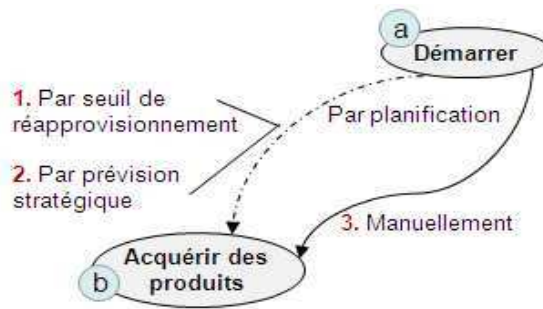 a
Démarrer
1. Par seuil de
réapprovisionnement
Par planification
2. Par prévision
stratégique
3. Manuellement
Acquérir des
produits
b